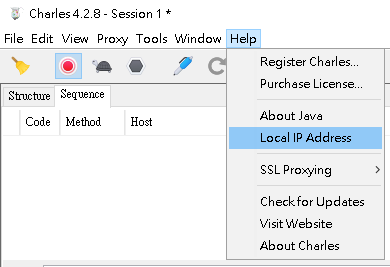 Charles 4.2.8 - Session 1 *
File Edit View Proxy Tools Window Help
Register Charles...
Purchase License...
About Java
Local IP Address
SSL Proxying
Check for Updates
Visit Website
About Charles
Structure Sequence
Code Method Host